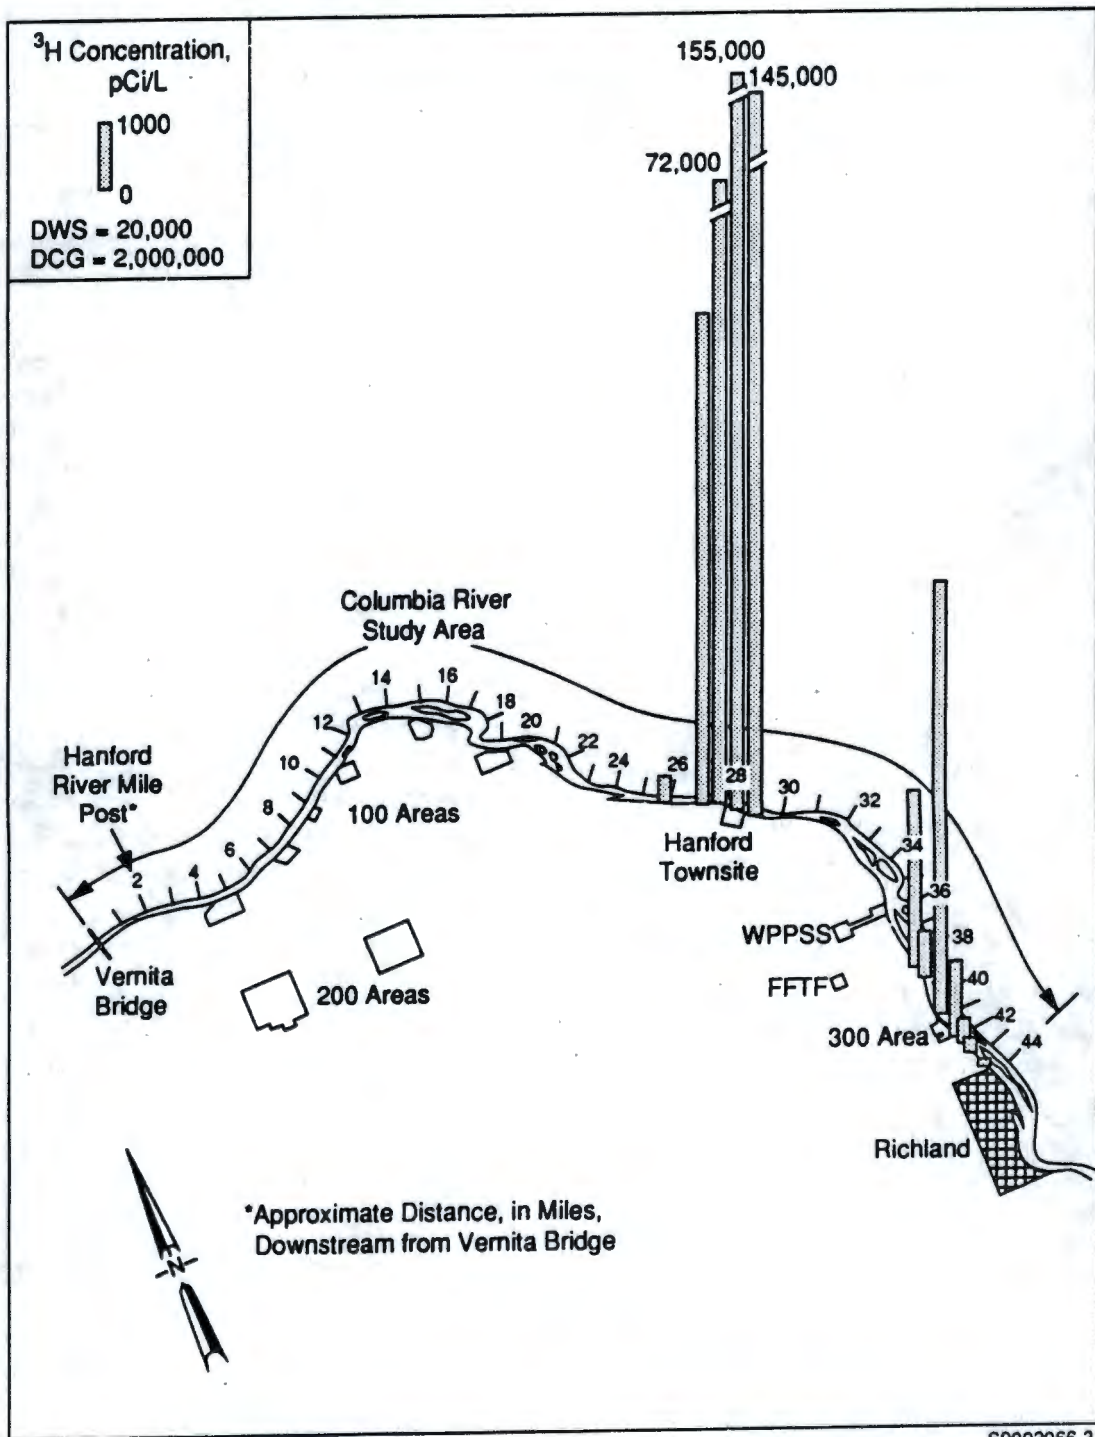 ³H Concentration,
pCi/L
1000
0
DWS = 20,000
DCG = 2,000,000
155,000
145,000
72,000
Columbia River
Study Area
14
16
12
18
20
22
10
24
26
28
30
32
8
34
6
36
4
2
38
40
42
44
Hanford
River Mile
Post*
100 Areas
Hanford
Townsite
WPPSS
FFTF
300 Area
Vernita
Bridge
200 Areas
Richland
*Approximate Distance, in Miles,
Downstream from Vernita Bridge
N